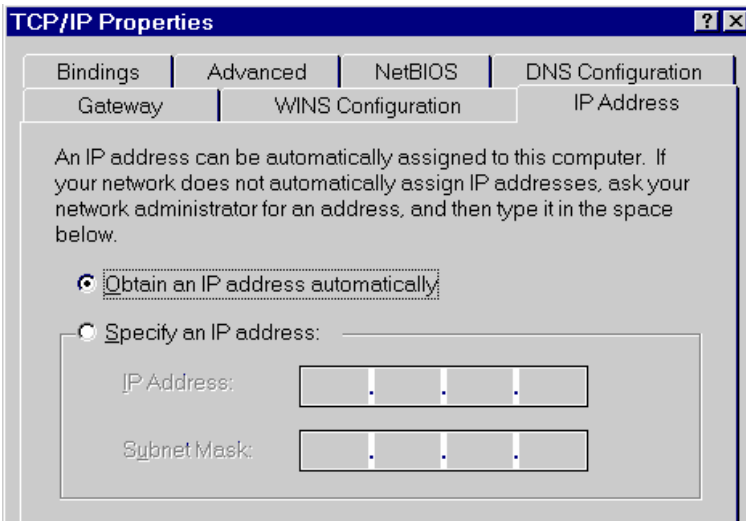 TCP/IP Properties
? ×
Bindings Advanced NetBIOS DNS Configuration
Gateway WINS Configuration IP Address
An IP address can be automatically assigned to this computer. If
your network does not automatically assign IP addresses, ask your
network administrator for an address, and then type it in the space
below.
Obtain an IP address automatically
Specify an IP address:
IP Address:
. . .
Subnet Mask:
. . .